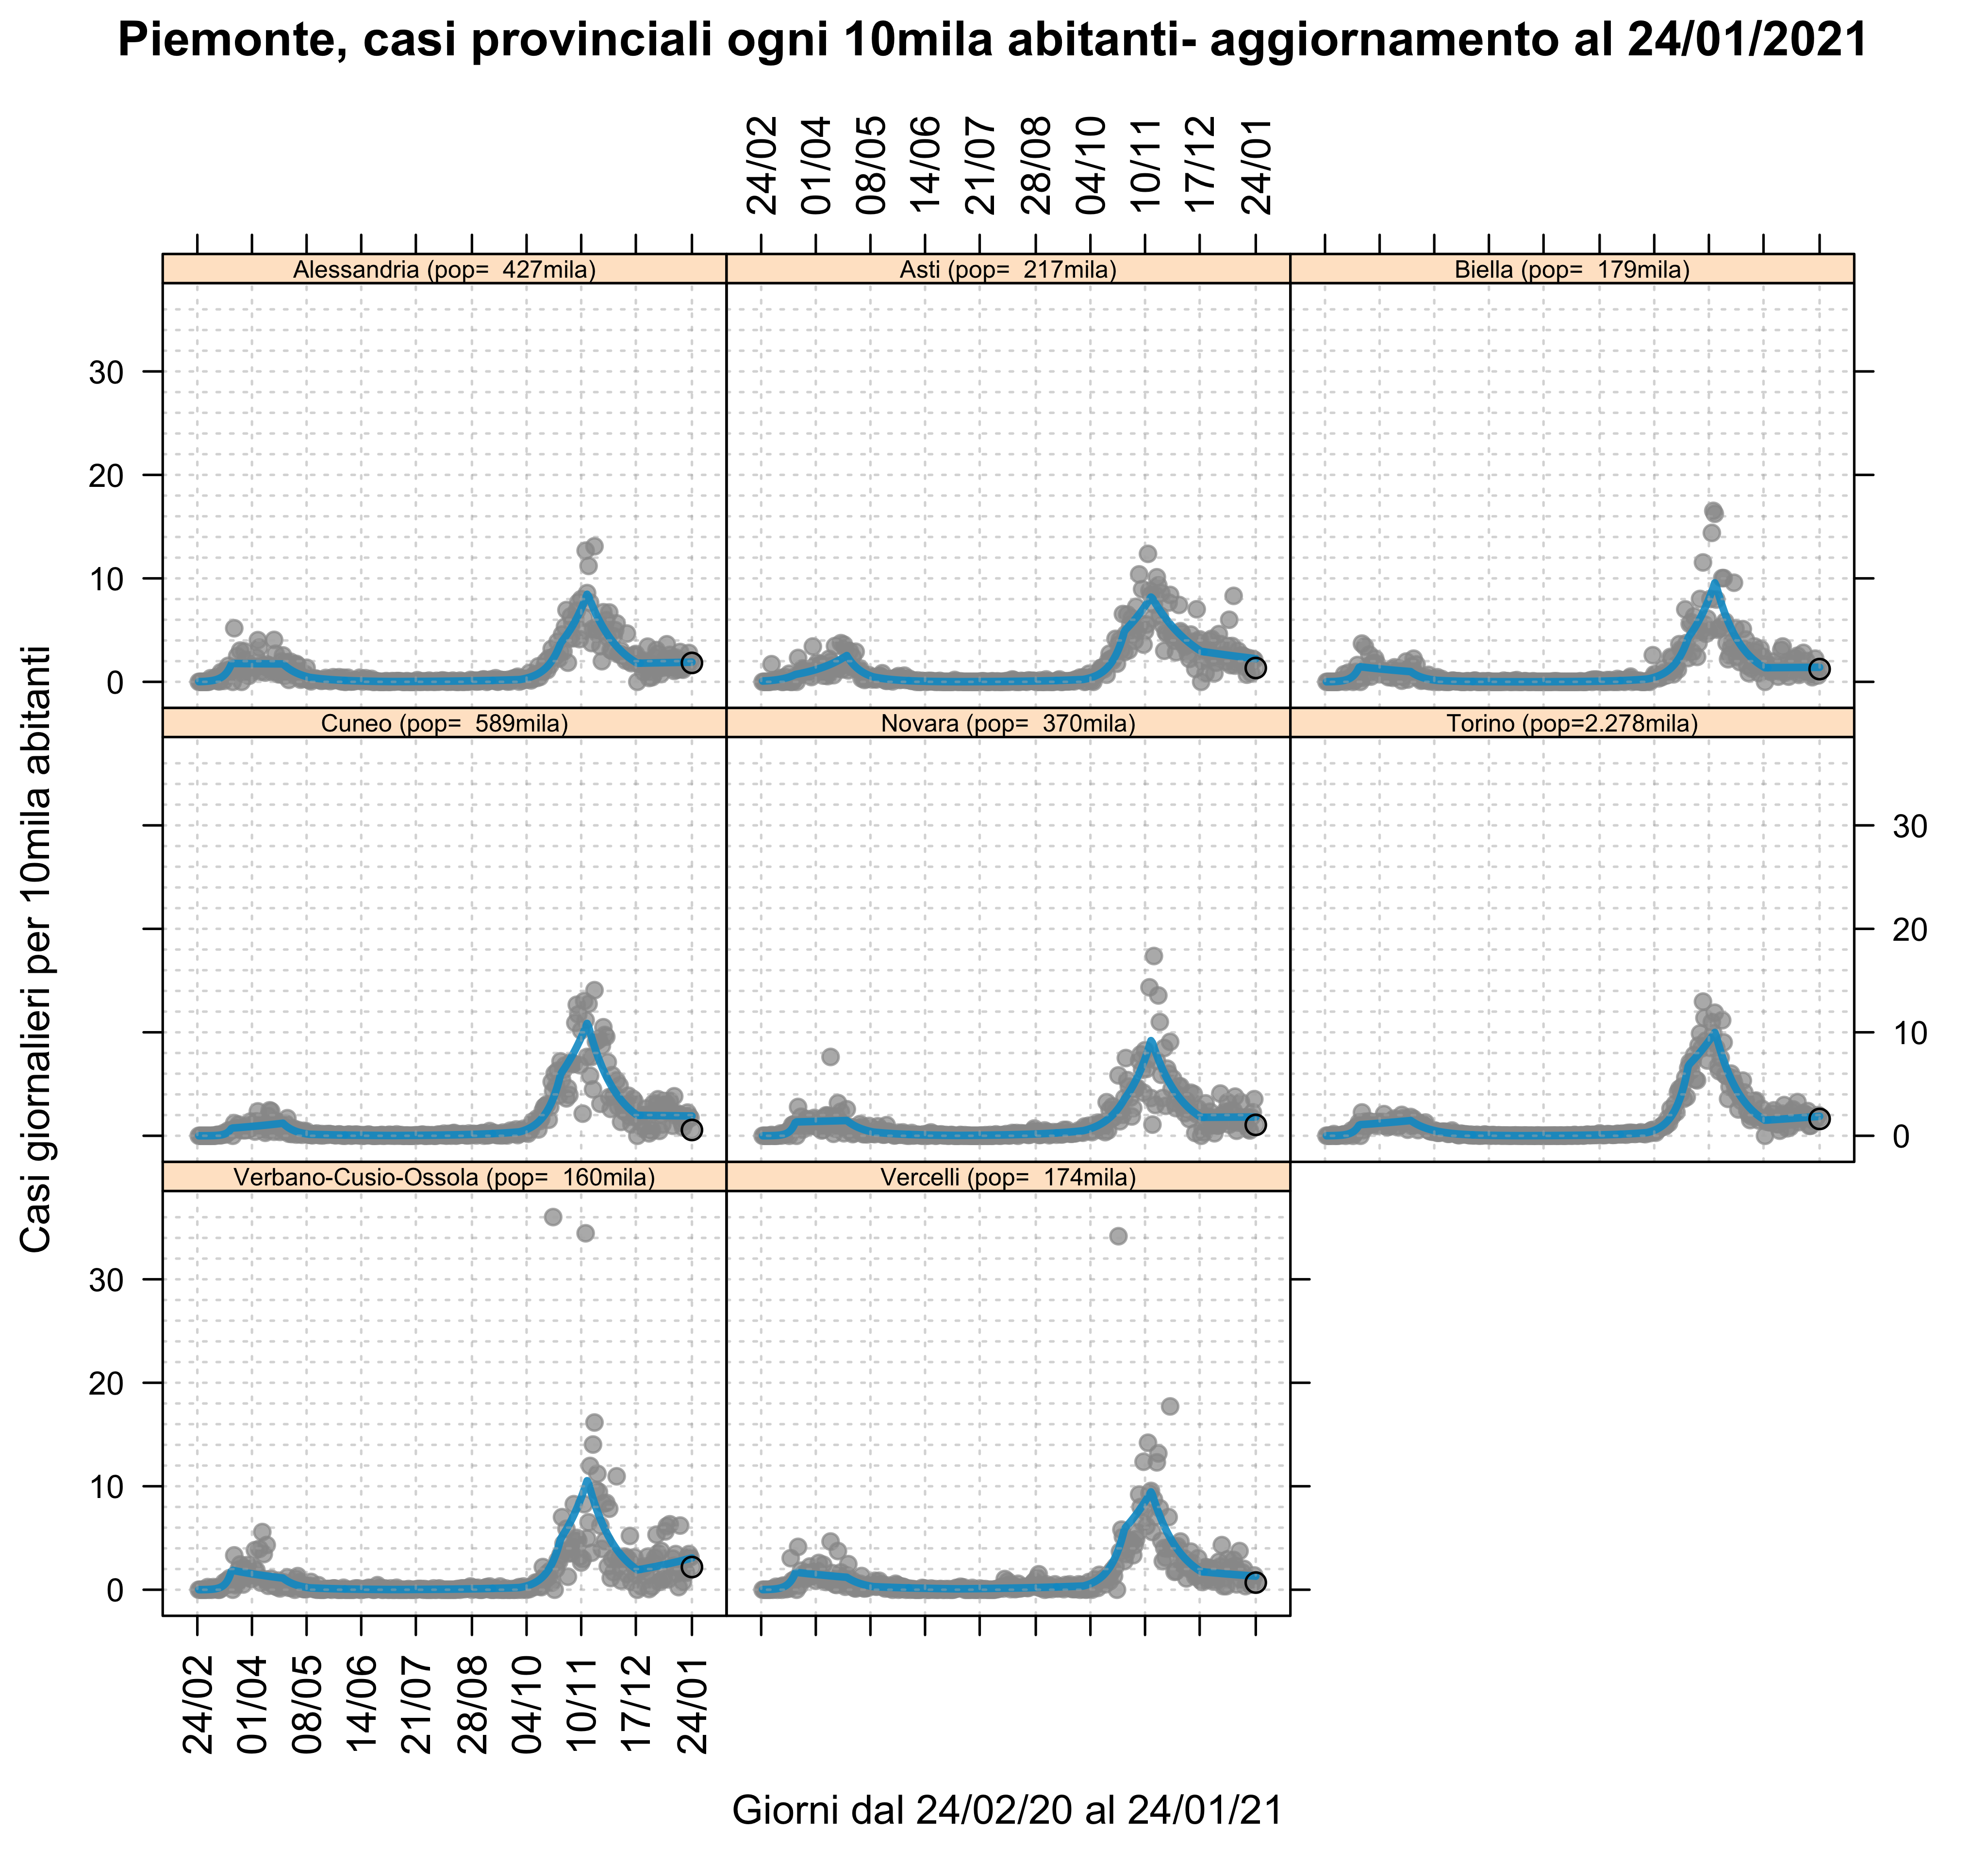 Piemonte, casi provinciali ogni 10mila abitanti- aggiornamento al 24/01/2021
24/02 01/04 08/05 14/06 21/07 28/08 04/10 10/11 17/12 24/01
Alessandria (pop=  427mila)
Asti (pop=  217mila)
Biella (pop=  179mila)
30
20
10
0
Cuneo (pop=  589mila)
Novara (pop=  370mila)
Torino (pop=2.278mila)
30
20
10
0
Verbano-Cusio-Ossola (pop=  160mila)
Vercelli (pop=  174mila)
30
20
10
0
24/02 01/04 08/05 14/06 21/07 28/08 04/10 10/11 17/12 24/01
Casi giornalieri per 10mila abitanti
Giorni dal 24/02/20 al 24/01/21